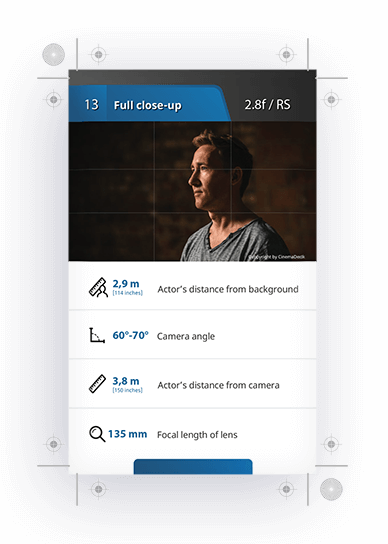 13 Full close-up 2.8f / RS
©Copyright by CinemaDesk
2,9 m
[114 inches]
Actor's distance from background
60°-70° Camera angle
3,8 m
[150 inches]
Actor's distance from camera
135 mm Focal length of lens